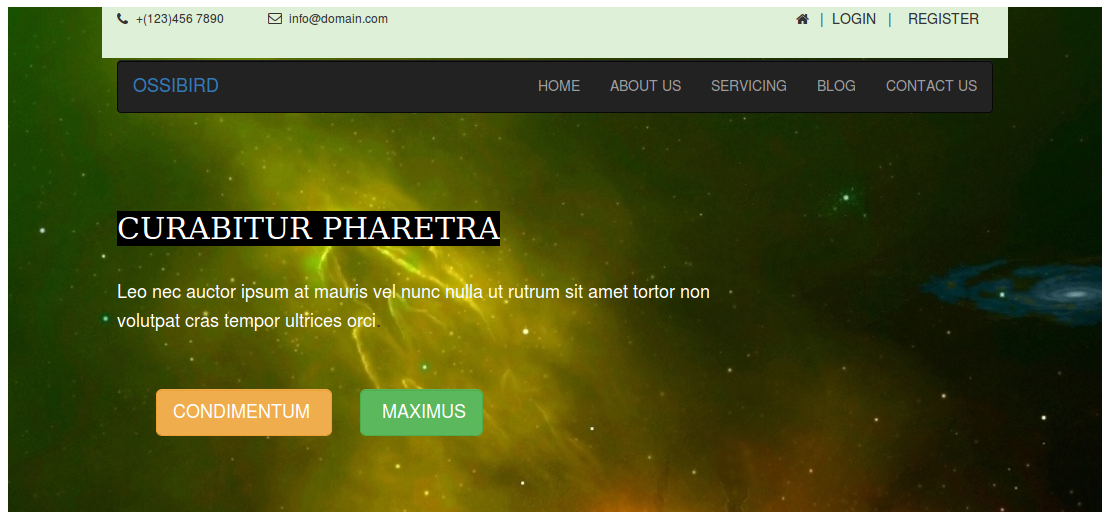 +(123)456 7890 info@domain.com | LOGIN | REGISTER
OSSIBIRD HOME ABOUT US SERVICING BLOG CONTACT US
CURABITUR PHARETRA
Leo nec auctor ipsum at mauris vel nunc nulla ut rutrum sit amet tortor non
volutpat cras tempor ultrices orci.
CONDIMENTUM MAXIMUS